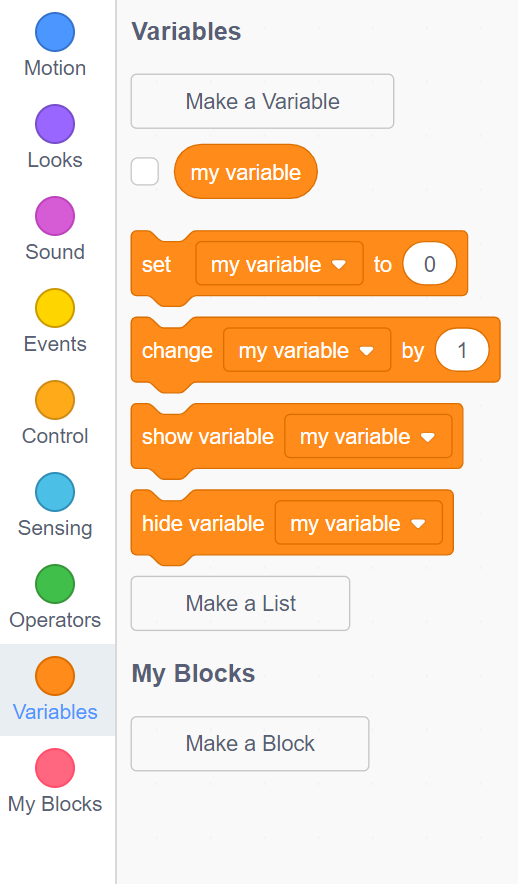 Motion
Looks
Sound
Events
Control
Sensing
Operators
Variables
My Blocks
Variables
Make a Variable
my variable
set my variable to 0
change my variable by 1
show variable my variable
hide variable my variable
Make a List
My Blocks
Make a Block